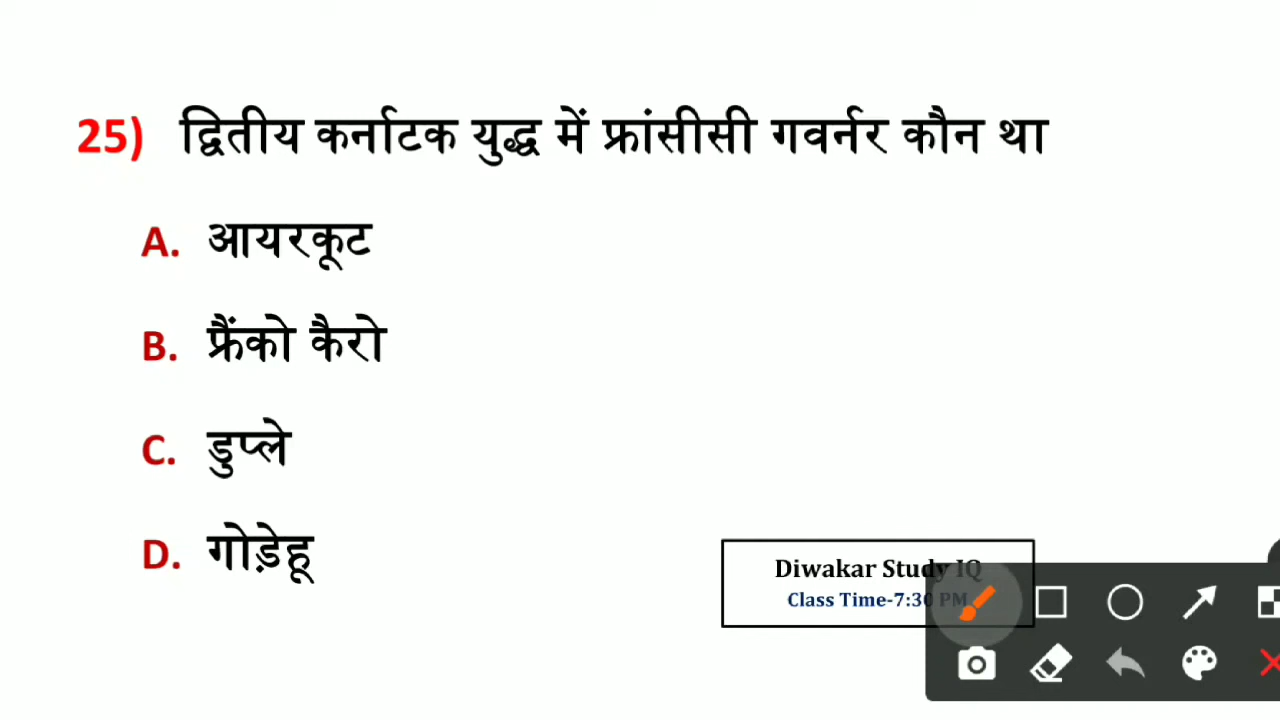 25) द्वितीय कर्नाटक युद्ध में फ्रांसीसी गवर्नर कौन था
A. आयरकूट
B. फ्रैंको कैरो
C. डुप्ले
D. गोड़ेहू
Diwakar Study IQ
Class Time-7:30 PM